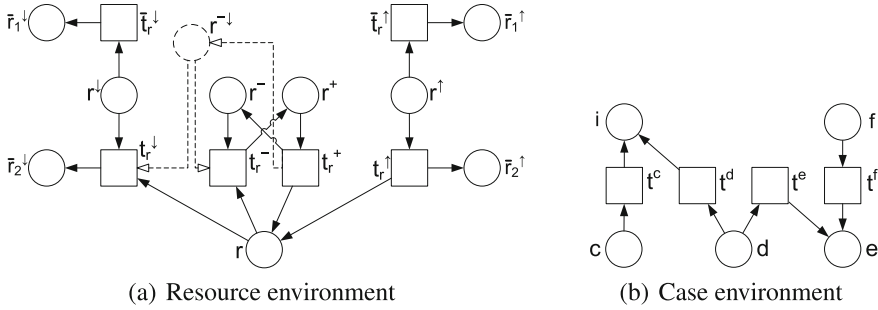 r̄₁↓ t̄ᵣ↓ r⁻↓ t̄ᵣ↑ r̄₁↑
r↓ r⁻ r⁺ r↑ i f
r̄₂↓ tᵣ↓ tᵣ⁻ tᵣ⁺ tᵣ↑ r̄₂↑ tᶜ tᵈ tᵉ tᶠ
r c d e
(a) Resource environment (b) Case environment